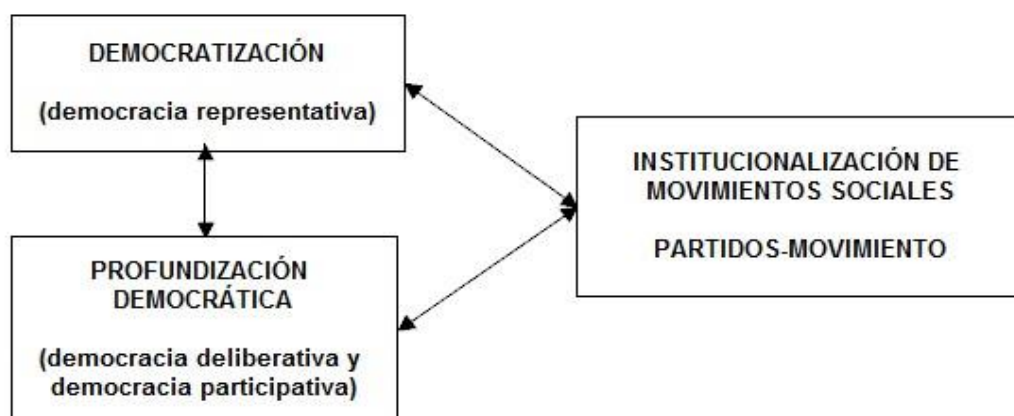 DEMOCRATIZACIÓN
(democracia representativa)
PROFUNDIZACIÓN
DEMOCRÁTICA
(democracia deliberativa y
democracia participativa)
INSTITUCIONALIZACIÓN DE
MOVIMIENTOS SOCIALES
PARTIDOS-MOVIMIENTO